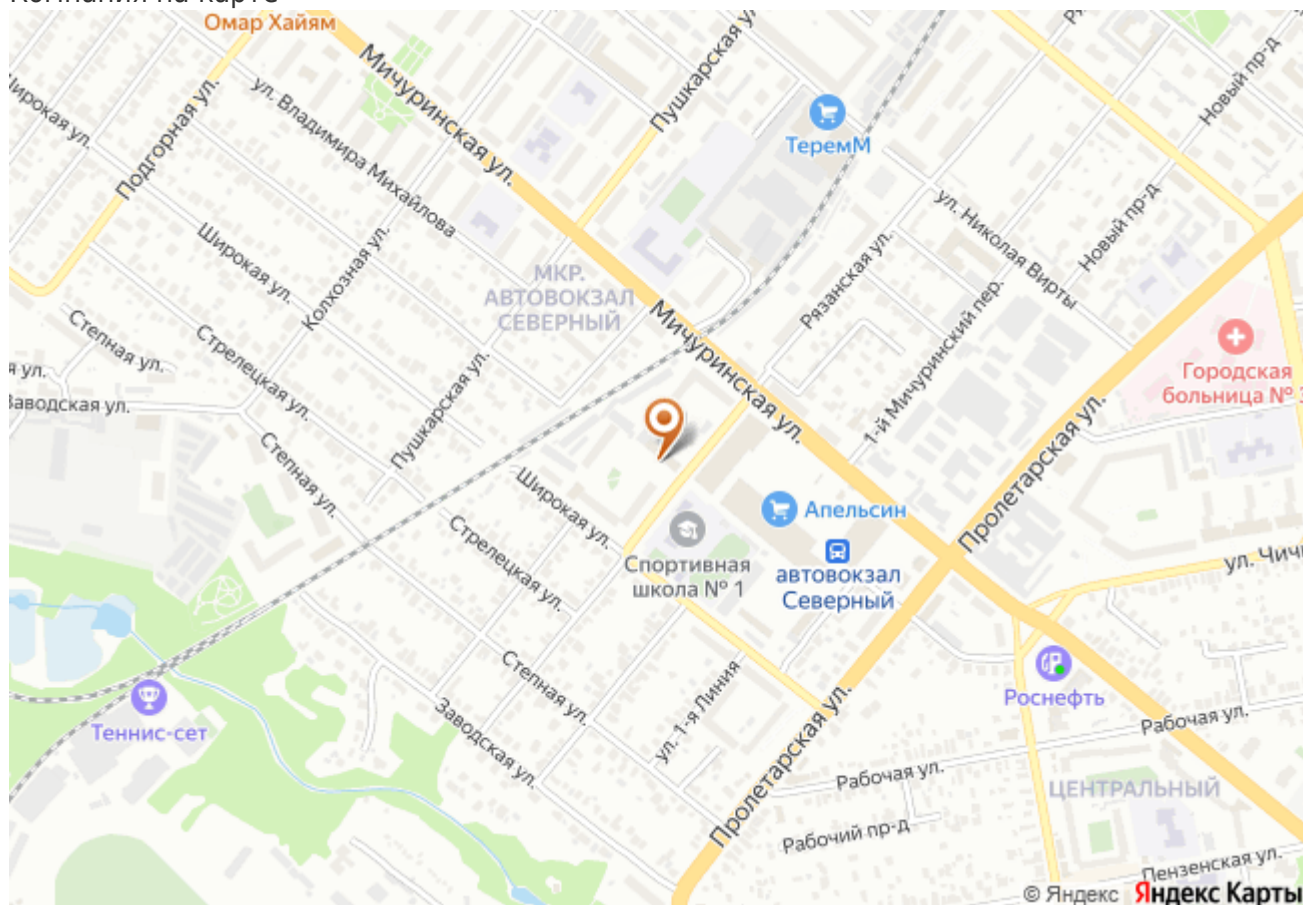 Омар Хайям
Мичуринская ул.
Пушкарская у
Новый пр-д
Широкая ул.
Подгорная ул.
ул. Владимира Михайлова
ТеремМ
ул. Николая Вирты
Новый пр-д
Широкая ул.
Колхозная ул.
МКР.
АВТОВОКЗАЛ
СЕВЕРНЫЙ
Рязанская ул.
1-й Мичуринский пер.
Мичуринская ул.
Степная ул.
Стрелецкая ул.
Пушкарская ул.
я ул.
Заводская ул.
Городская
больница №
Пролетарская ул.
Степная ул.
Широкая ул.
Апельсин
Стрелецкая ул.
Спортивная
школа № 1
автовокзал
Северный
ул. Чич
Степная ул.
Теннис-сет
Заводская ул.
ул. 1-я Линия
Пролетарская ул.
Роснефть
Рабочая ул.
Рабочая ул.
ЦЕНТРАЛЬНЫЙ
Рабочий пр-д
Пензенская ул.
© Яндекс Яндекс Карты